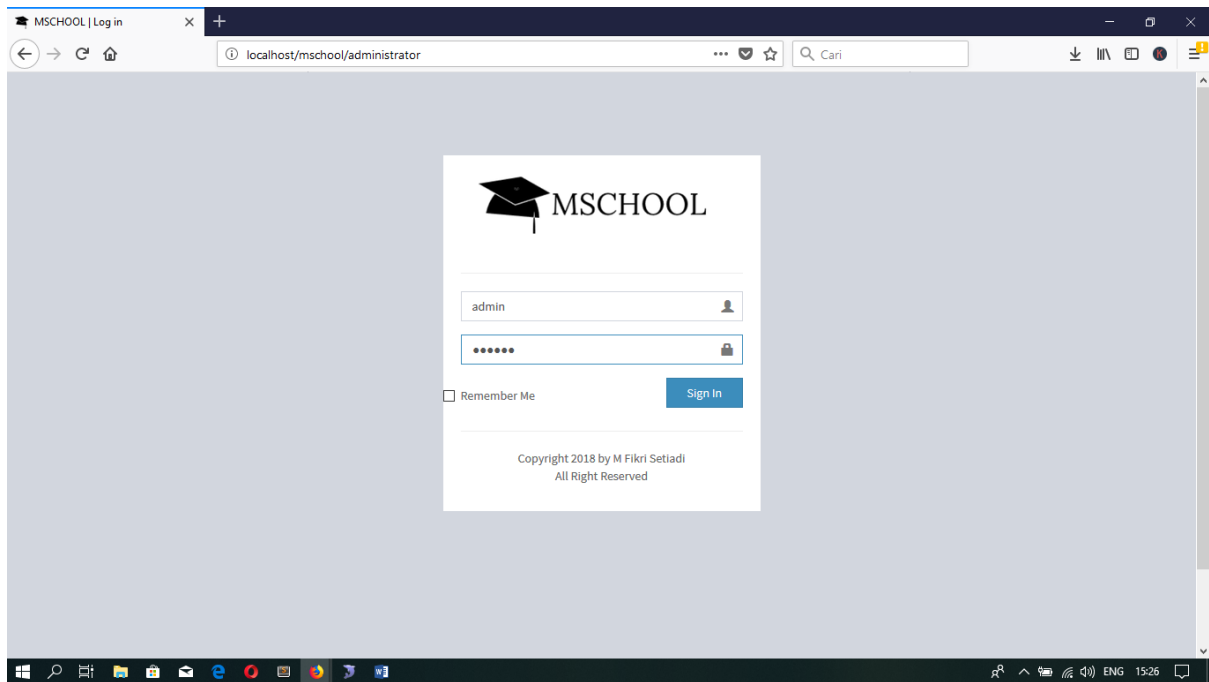 MSCHOOL | Log in
localhost/mschool/administrator
Cari
K
MSCHOOL
admin
••••••
Remember Me
Sign In
Copyright 2018 by M Fikri Setiadi
All Right Reserved
ENG 15:26